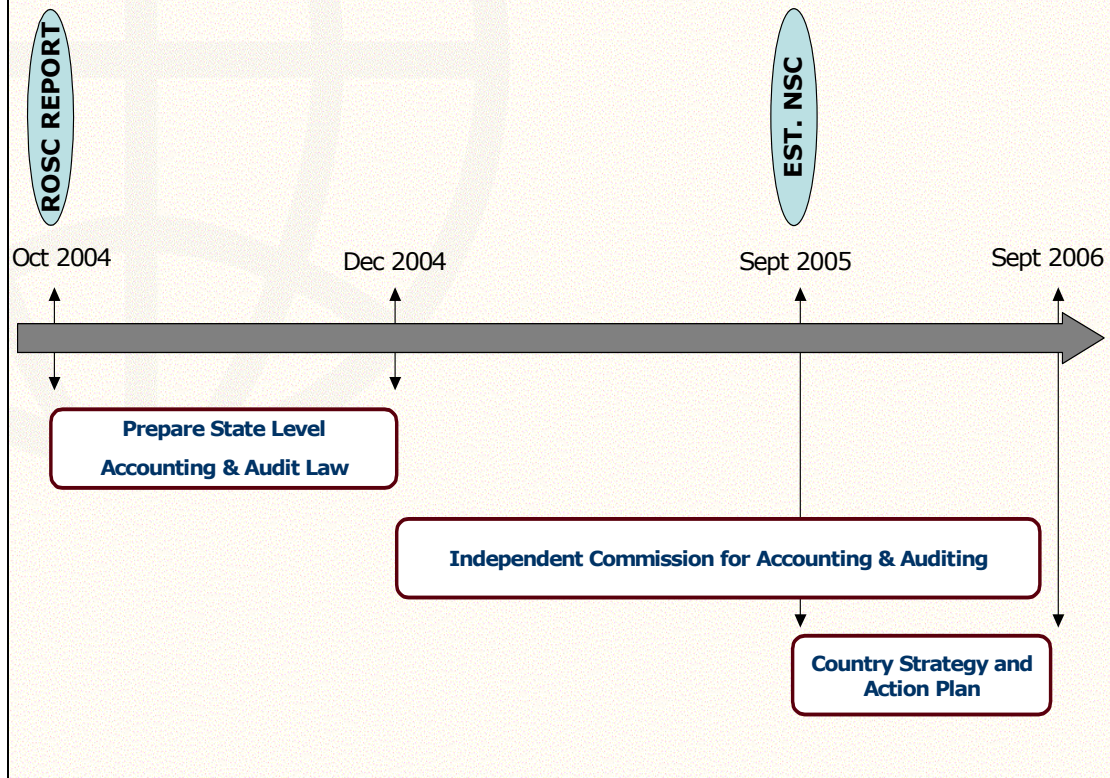 ROSC REPORT
EST. NSC
Oct 2004
Dec 2004
Sept 2005
Sept 2006
Prepare State Level
Accounting & Audit Law
Independent Commission for Accounting & Auditing
Country Strategy and
Action Plan